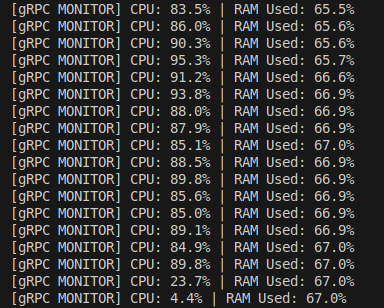 [gRPC MONITOR] CPU: 83.5% | RAM Used: 65.5%
[gRPC MONITOR] CPU: 86.0% | RAM Used: 65.6%
[gRPC MONITOR] CPU: 90.3% | RAM Used: 65.6%
[gRPC MONITOR] CPU: 95.3% | RAM Used: 65.7%
[gRPC MONITOR] CPU: 91.2% | RAM Used: 66.6%
[gRPC MONITOR] CPU: 93.8% | RAM Used: 66.9%
[gRPC MONITOR] CPU: 88.0% | RAM Used: 66.9%
[gRPC MONITOR] CPU: 87.9% | RAM Used: 66.9%
[gRPC MONITOR] CPU: 85.1% | RAM Used: 67.0%
[gRPC MONITOR] CPU: 88.5% | RAM Used: 66.9%
[gRPC MONITOR] CPU: 89.8% | RAM Used: 66.9%
[gRPC MONITOR] CPU: 85.6% | RAM Used: 66.9%
[gRPC MONITOR] CPU: 85.0% | RAM Used: 66.9%
[gRPC MONITOR] CPU: 89.1% | RAM Used: 66.9%
[gRPC MONITOR] CPU: 84.9% | RAM Used: 67.0%
[gRPC MONITOR] CPU: 89.8% | RAM Used: 67.0%
[gRPC MONITOR] CPU: 23.7% | RAM Used: 67.0%
[gRPC MONITOR] CPU: 4.4% | RAM Used: 67.0%